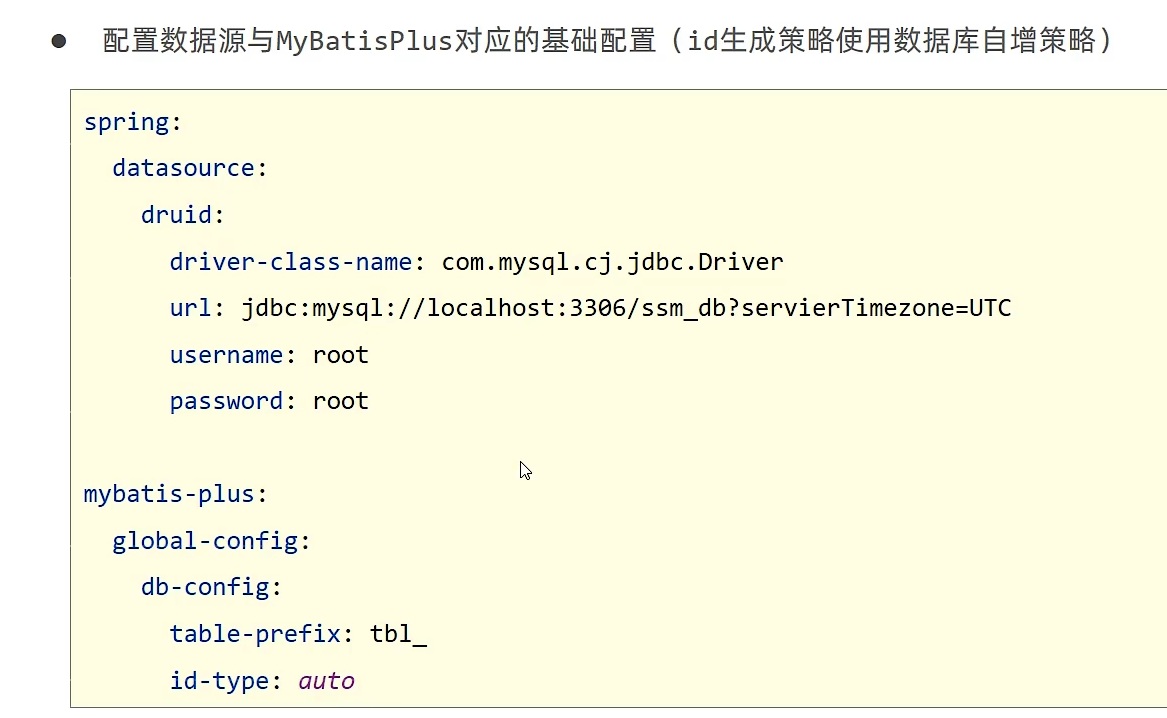 ● 配置数据源与MyBatisPlus对应的基础配置（id生成策略使用数据库自增策略）
spring:
  datasource:
    druid:
      driver-class-name: com.mysql.cj.jdbc.Driver
      url: jdbc:mysql://localhost:3306/ssm_db?servierTimezone=UTC
      username: root
      password: root
mybatis-plus:
  global-config:
    db-config:
      table-prefix: tbl_
      id-type: auto